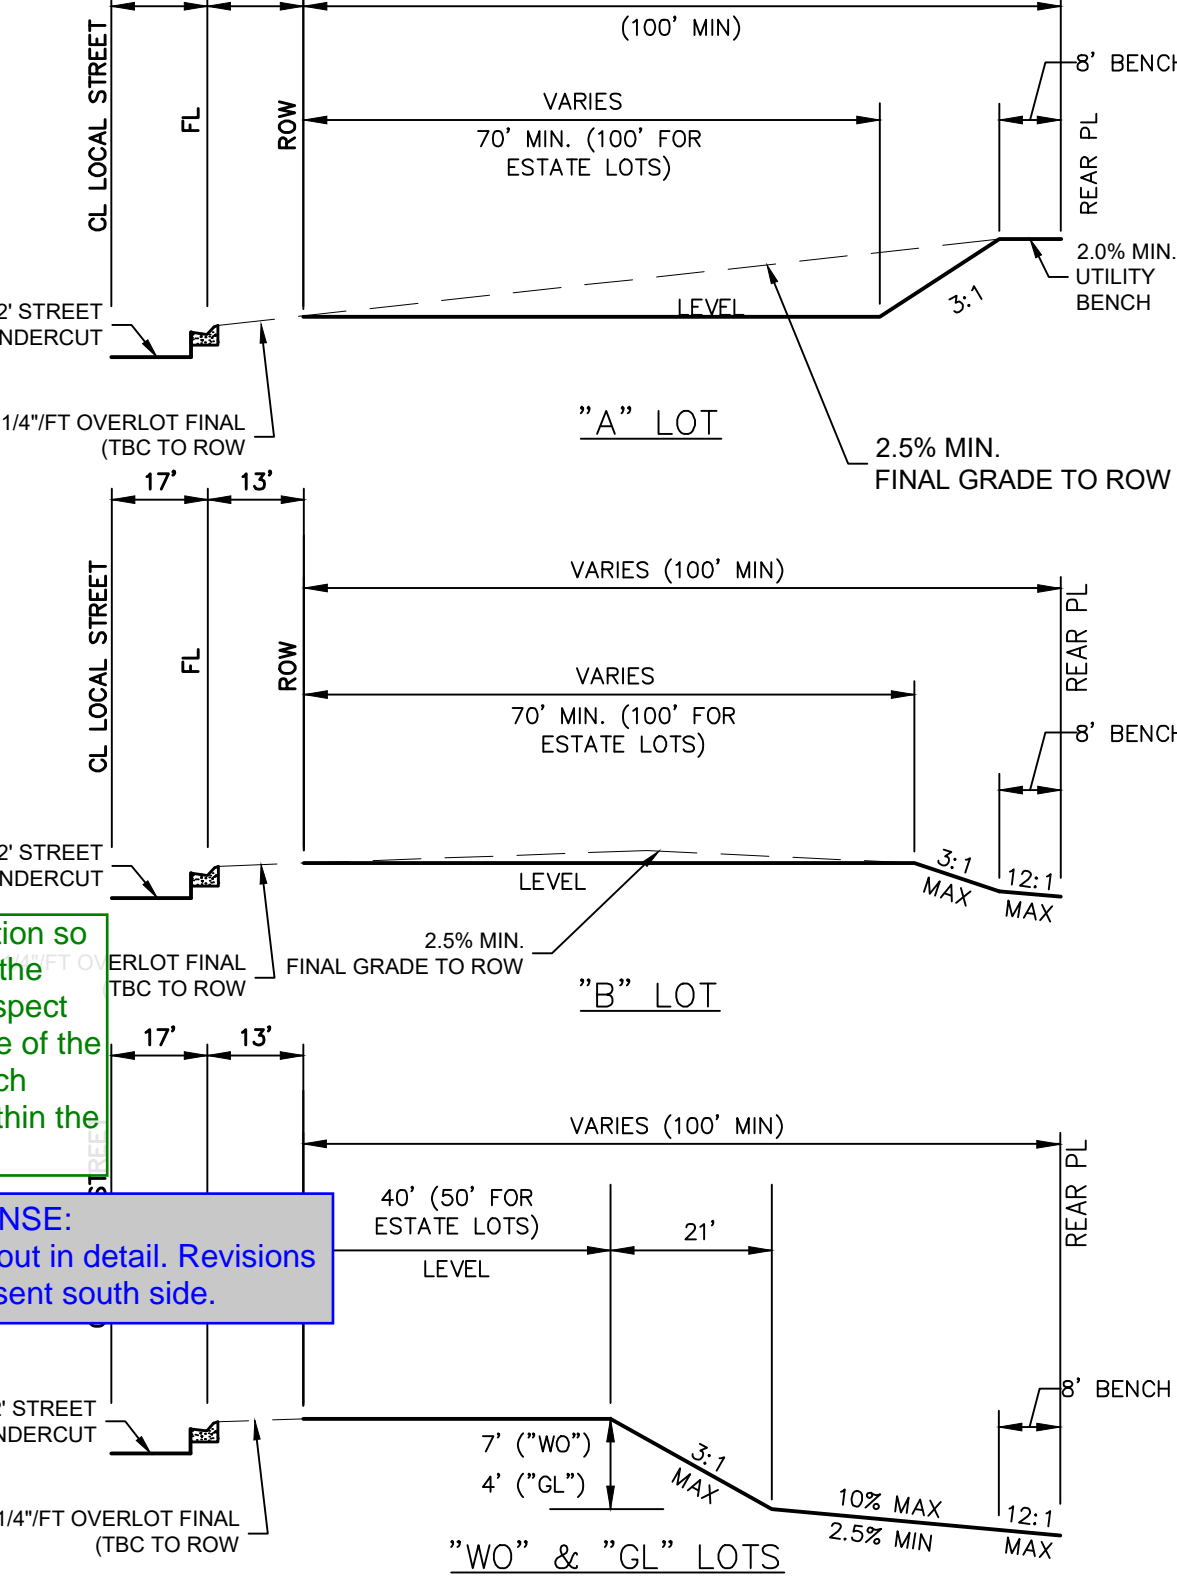 (100' MIN)
8' BENCH
CL LOCAL STREET
FL
ROW
VARIES
70' MIN. (100' FOR
ESTATE LOTS)
REAR PL
2.0% MIN.
UTILITY
BENCH
LEVEL
3:1
2' STREET
NDERCUT
1/4"/FT OVERLOT FINAL
(TBC TO ROW
"A" LOT
2.5% MIN.
FINAL GRADE TO ROW
17' 13'
VARIES (100' MIN)
CL LOCAL STREET
FL
ROW
REAR PL
VARIES
70' MIN. (100' FOR
ESTATE LOTS)
8' BENCH
2' STREET
NDERCUT
LEVEL
3:1
MAX
12:1
MAX
/FT OVERLOT FINAL
TBC TO ROW
2.5% MIN.
FINAL GRADE TO ROW
"B" LOT
tion so
the
spect
e of the
ch
thin the
17' 13'
VARIES (100' MIN)
REAR PL
STREET
40' (50' FOR
ESTATE LOTS)
21'
LEVEL
NSE:
out in detail. Revisions
sent south side.
8' BENCH
2' STREET
NDERCUT
7' ("WO")
4' ("GL")
3:1
MAX
10% MAX
2.5% MIN
12:1
MAX
1/4"/FT OVERLOT FINAL
(TBC TO ROW
"WO" & "GL" LOTS